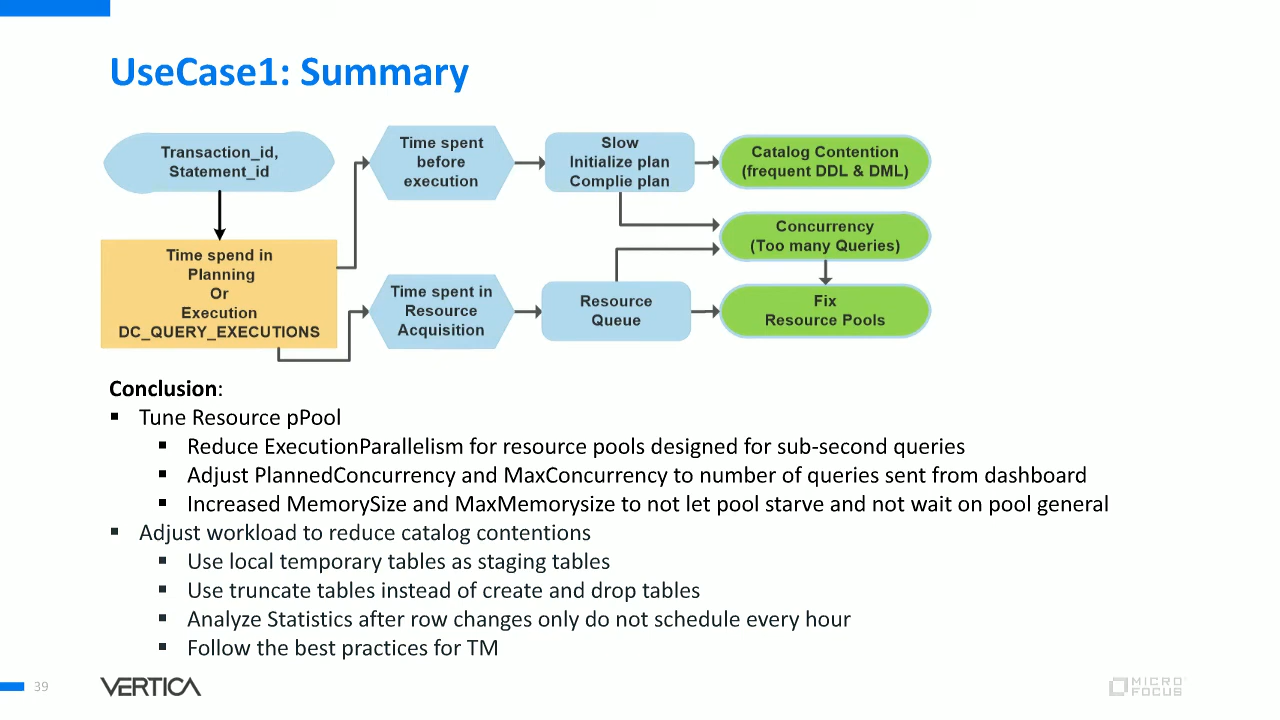 UseCase1: Summary
Transaction_id,
Statement_id
Time spend in
Planning
Or
Execution
DC_QUERY_EXECUTIONS
Time spent
before
execution
Slow
Initialize plan
Complie plan
Catalog Contention
(frequent DDL & DML)
Concurrency
(Too many Queries)
Time spent in
Resource
Acquisition
Resource
Queue
Fix
Resource Pools
Conclusion:
▪ Tune Resource pPool
▪ Reduce ExecutionParallelism for resource pools designed for sub-second queries
▪ Adjust PlannedConcurrency and MaxConcurrency to number of queries sent from dashboard
▪ Increased MemorySize and MaxMemorysize to not let pool starve and not wait on pool general
▪ Adjust workload to reduce catalog contentions
▪ Use local temporary tables as staging tables
▪ Use truncate tables instead of create and drop tables
▪ Analyze Statistics after row changes only do not schedule every hour
▪ Follow the best practices for TM
39
VERTICA
MICRO
FOCUS